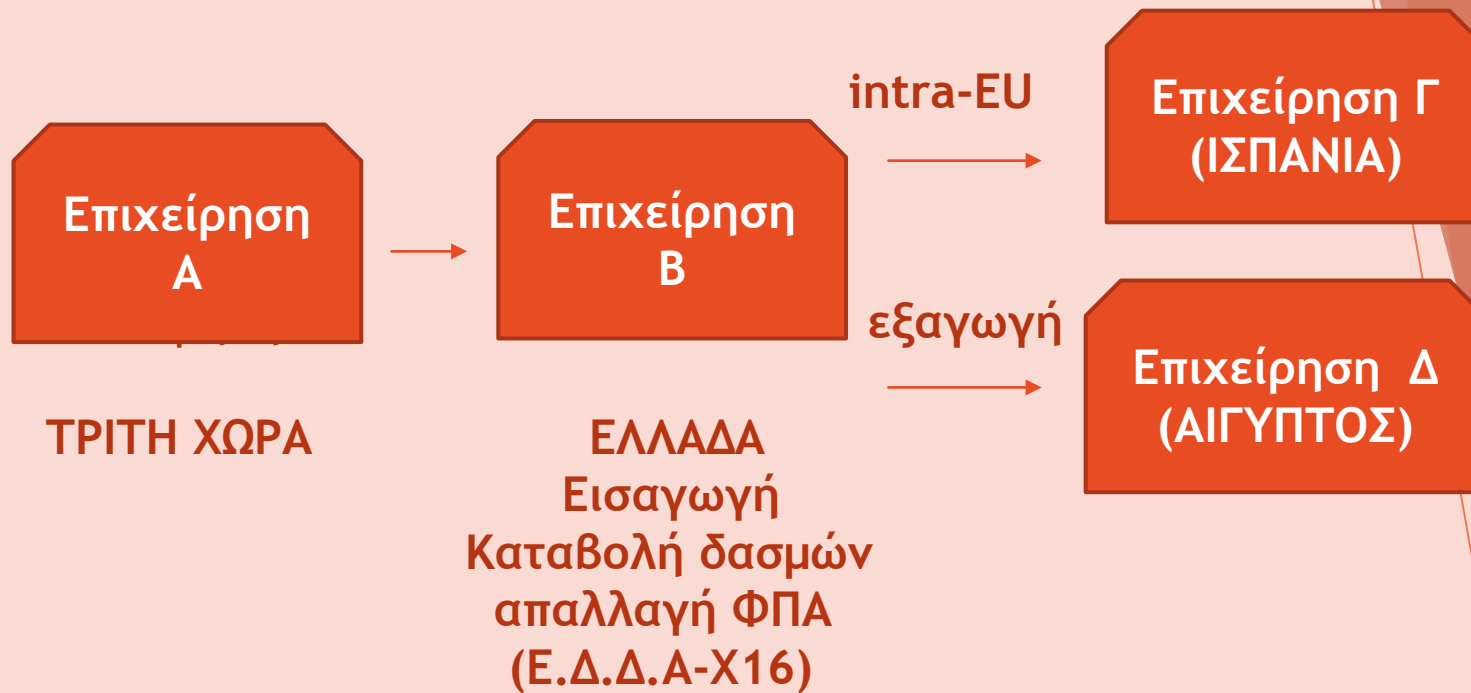 Επιχείρηση
Α
ΤΡΙΤΗ ΧΩΡΑ
Επιχείρηση
Β
ΕΛΛΑΔΑ
Εισαγωγή
Καταβολή δασμών
απαλλαγή ΦΠΑ
(Ε.Δ.Δ.Α-Χ16)
intra-EU
Επιχείρηση Γ
(ΙΣΠΑΝΙΑ)
εξαγωγή
Επιχείρηση Δ
(ΑΙΓΥΠΤΟΣ)